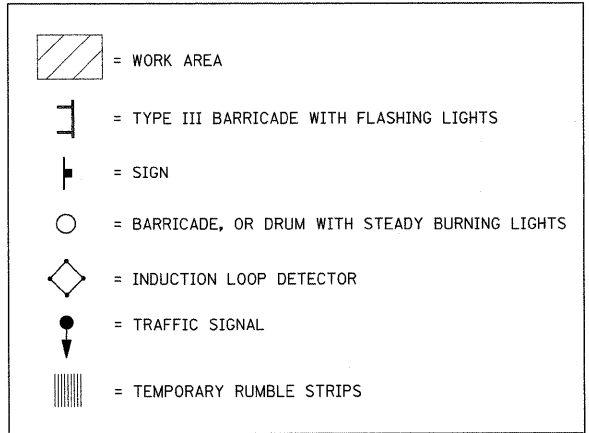 = WORK AREA
= TYPE III BARRICADE WITH FLASHING LIGHTS
= SIGN
= BARRICADE, OR DRUM WITH STEADY BURNING LIGHTS
= INDUCTION LOOP DETECTOR
= TRAFFIC SIGNAL
= TEMPORARY RUMBLE STRIPS